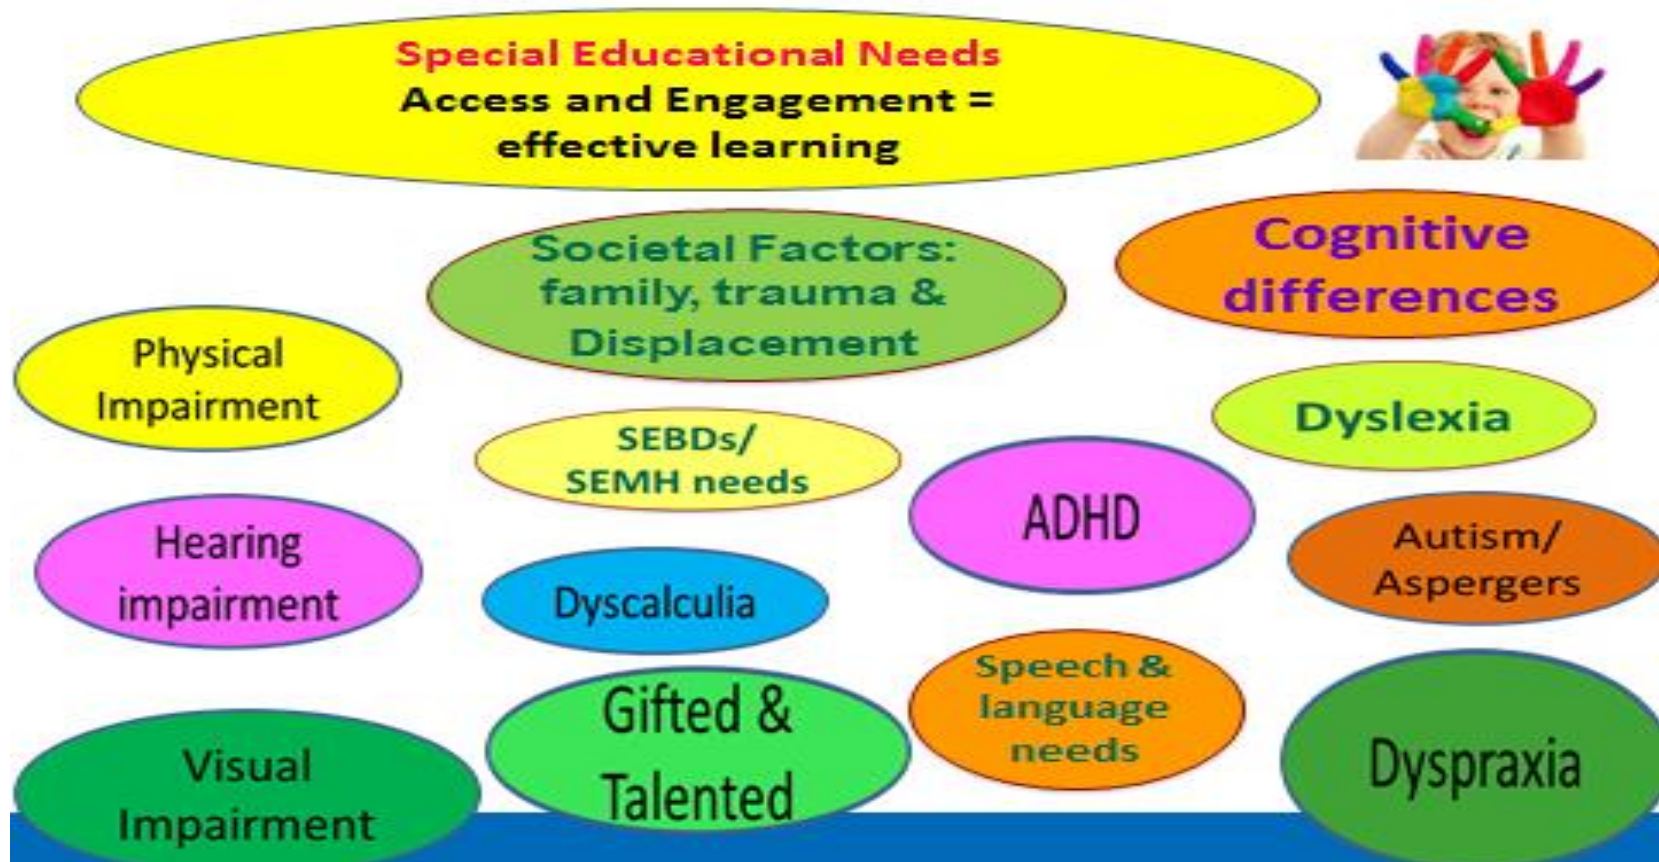 Special Educational Needs
Access and Engagement =
effective learning
Societal Factors:
family, trauma &
Displacement
Cognitive
differences
Physical
Impairment
SEBDs/
SEMH needs
ADHD
Dyslexia
Hearing
impairment
Dyscalculia
Autism/
Aspergers
Visual
Impairment
Gifted &
Talented
Speech &
language
needs
Dyspraxia